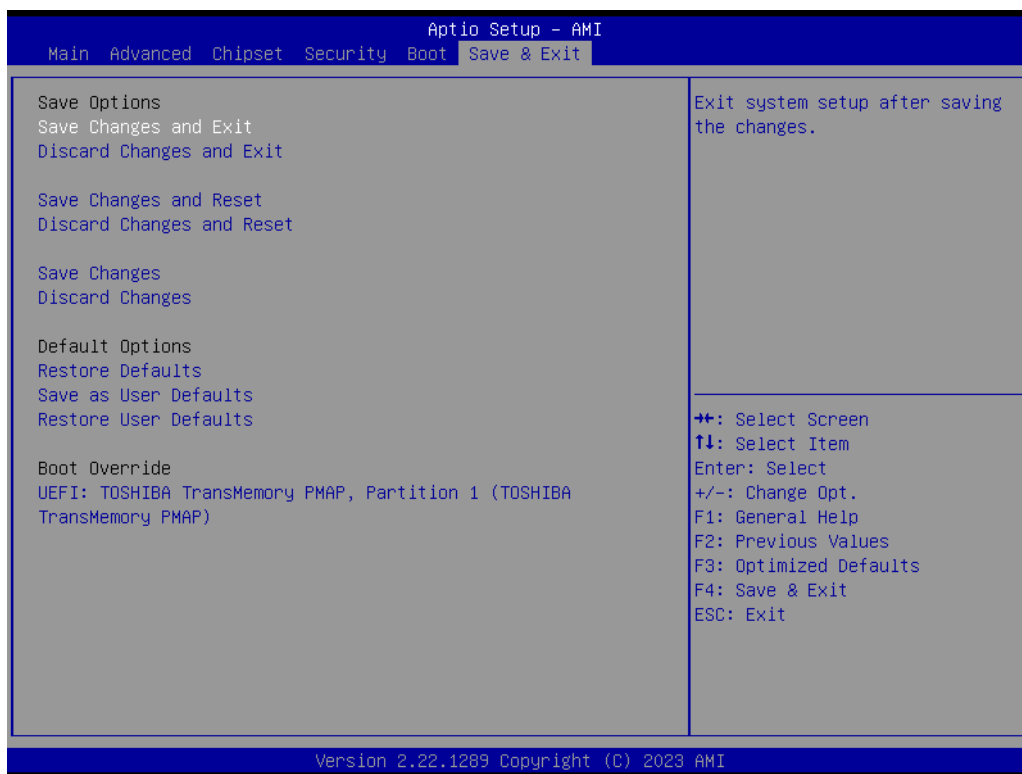 Aptio Setup – AMI
Main Advanced Chipset Security Boot Save & Exit
Save Options
Save Changes and Exit
Discard Changes and Exit
Save Changes and Reset
Discard Changes and Reset
Save Changes
Discard Changes
Default Options
Restore Defaults
Save as User Defaults
Restore User Defaults
Boot Override
UEFI: TOSHIBA TransMemory PMAP, Partition 1 (TOSHIBA
TransMemory PMAP)
Exit system setup after saving
the changes.
→←: Select Screen
↑↓: Select Item
Enter: Select
+/-: Change Opt.
F1: General Help
F2: Previous Values
F3: Optimized Defaults
F4: Save & Exit
ESC: Exit
Version 2.22.1289 Copyright (C) 2023 AMI